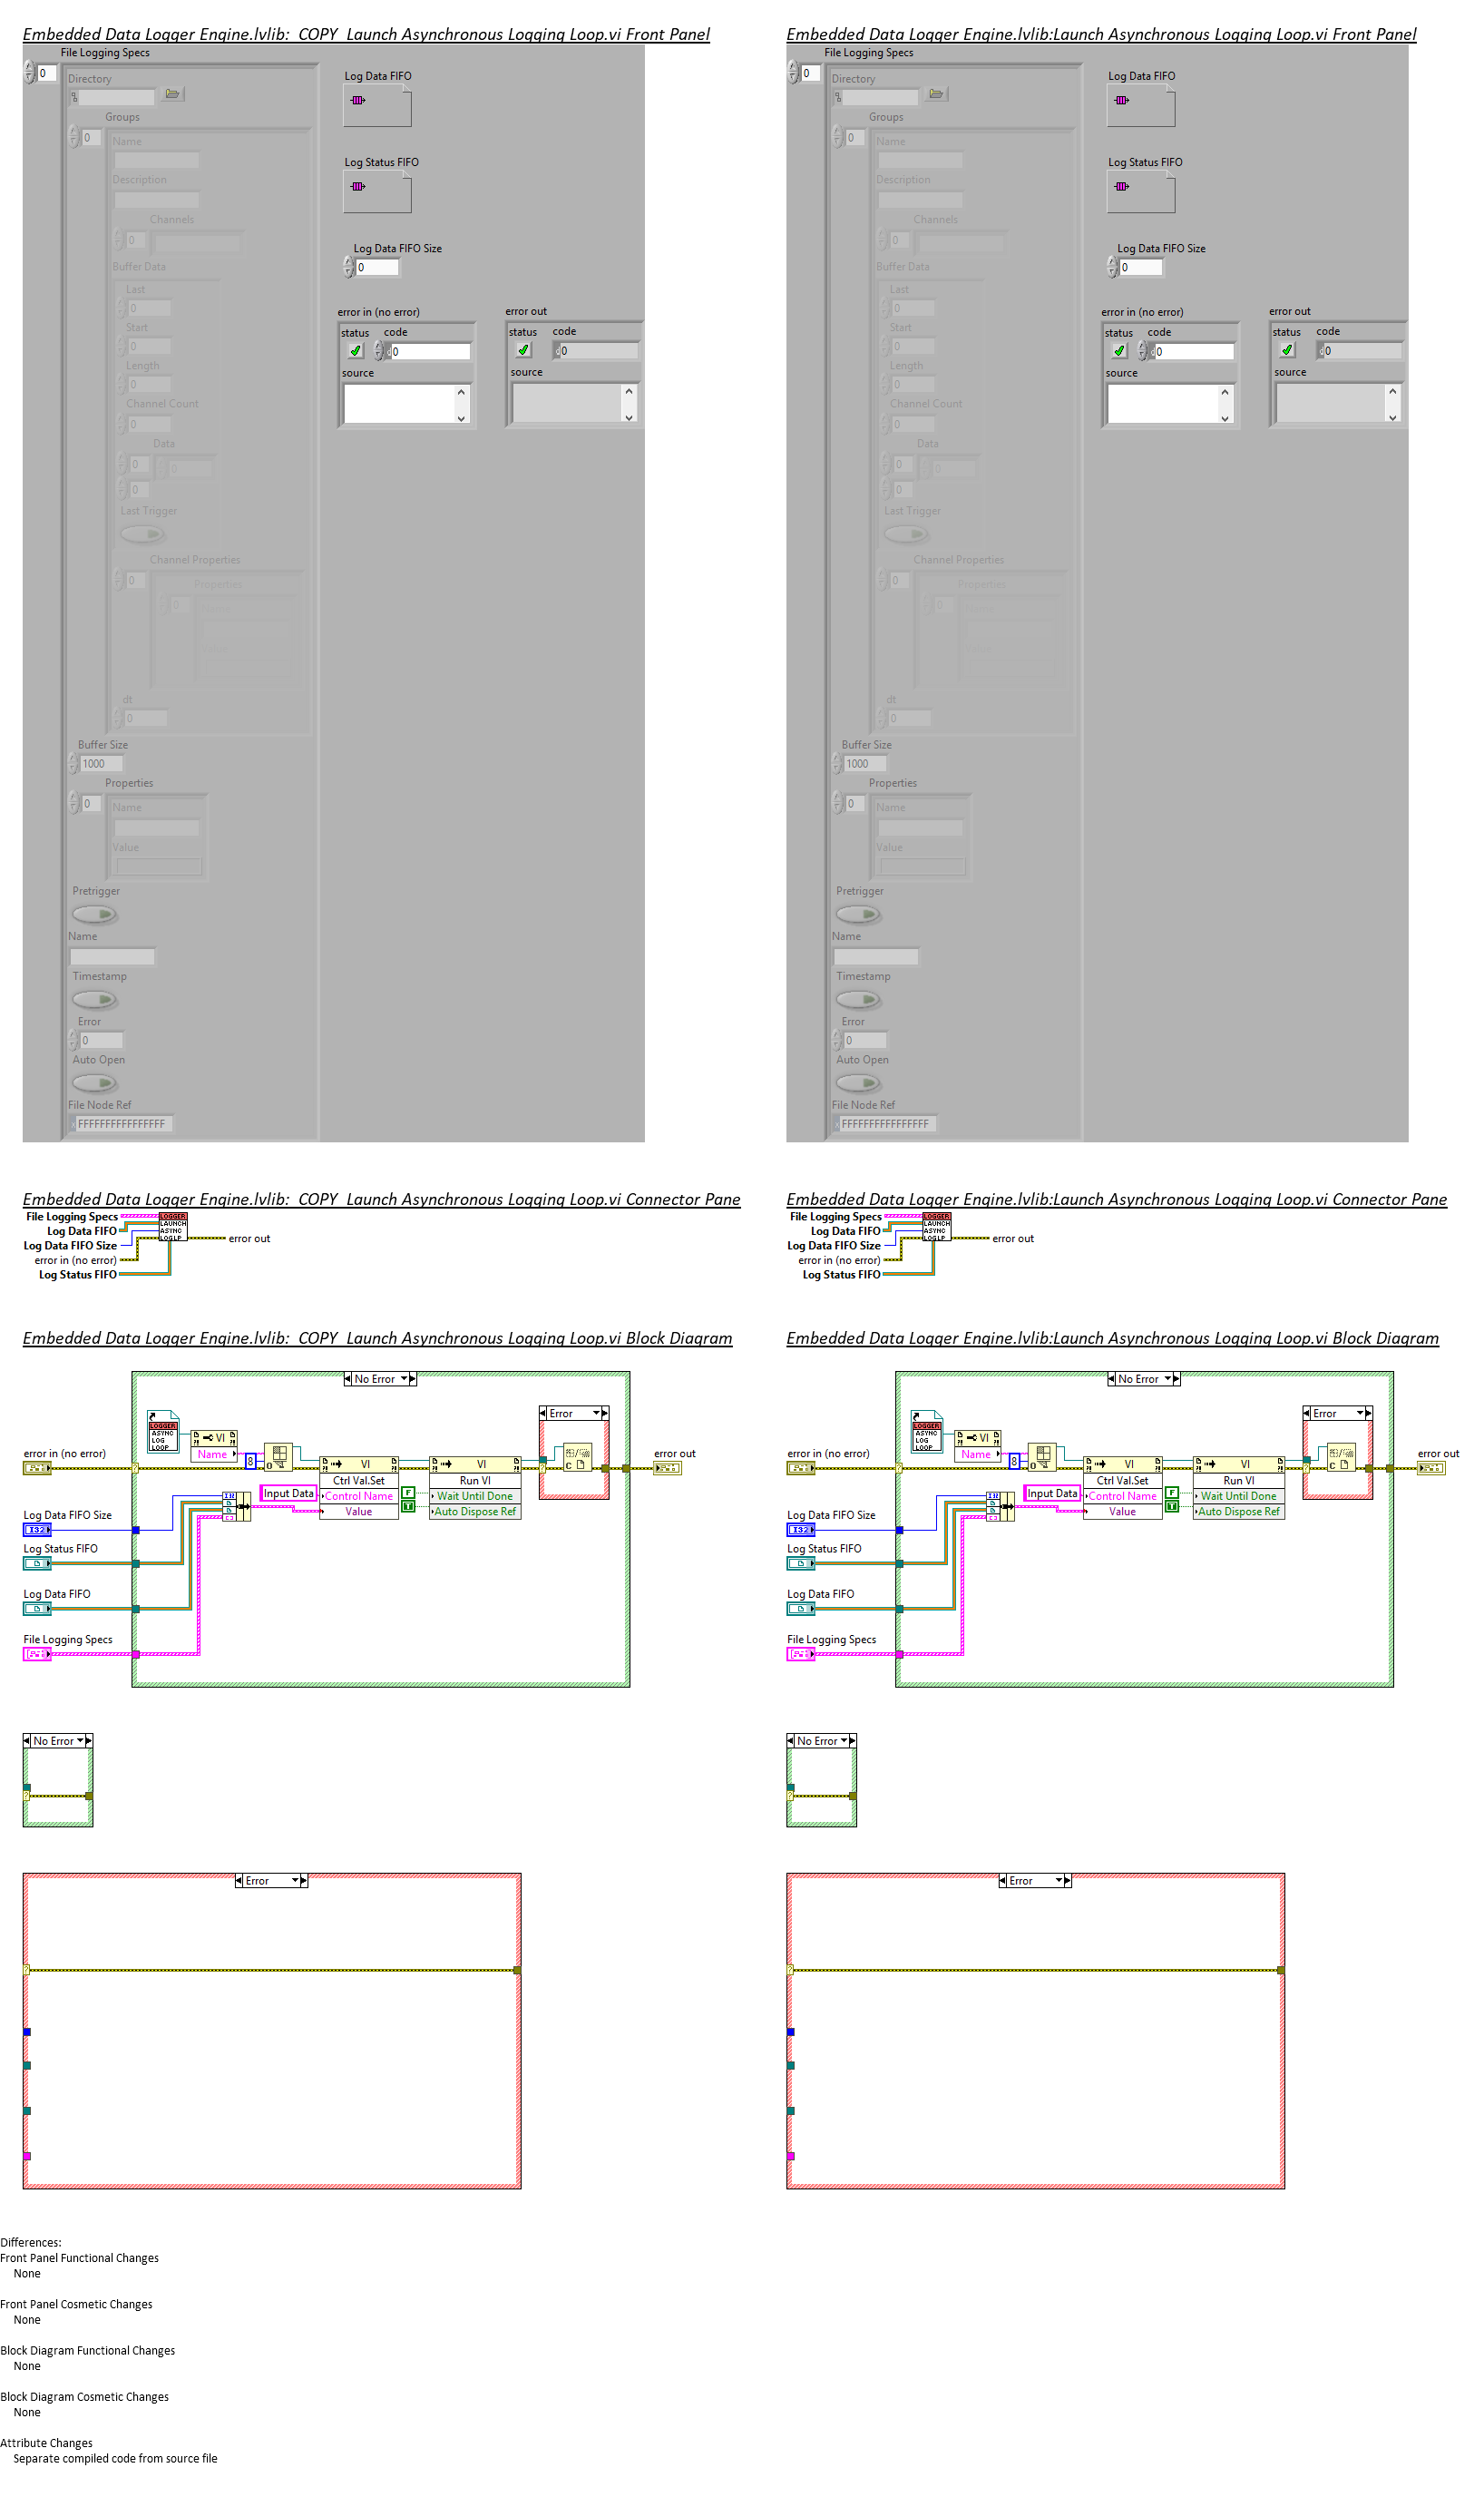 Embedded Data Logger Engine.lvlib:_COPY_Launch Asynchronous Logging Loop.vi Front Panel
File Logging Specs
0
Directory
Groups
0
Name
Description
Channels
0
Buffer Data
Last
0
Start
0
Length
0
Channel Count
0
Data
0
0
0
Last Trigger
Channel Properties
0
Properties
0
dt
0
Buffer Size
1000
Properties
0
Name
Value
Pretrigger
Name
Timestamp
Error
0
Auto Open
File Node Ref
x FFFFFFFFFFFFFFFF
Log Data FIFO
Log Status FIFO
Log Data FIFO Size
0
error in (no error)
status code
d0
source
error out
status code
d0
source
Embedded Data Logger Engine.lvlib:Launch Asynchronous Logging Loop.vi Front Panel
File Logging Specs
0
Directory
Groups
0
Name
Description
Channels
0
Buffer Data
Last
0
Start
0
Length
0
Channel Count
0
Data
0
0
0
Last Trigger
Channel Properties
0
Properties
0
dt
0
Buffer Size
1000
Properties
0
Name
Value
Pretrigger
Name
Timestamp
Error
0
Auto Open
File Node Ref
x FFFFFFFFFFFFFFFF
Log Data FIFO
Log Status FIFO
Log Data FIFO Size
0
error in (no error)
status code
d0
source
error out
status code
d0
source
Embedded Data Logger Engine.lvlib:_COPY_Launch Asynchronous Logging Loop.vi Connector Pane
File Logging Specs
Log Data FIFO
Log Data FIFO Size
error in (no error)
Log Status FIFO
LOGGER
LAUNCH
ASYNC
LOG LP
error out
Embedded Data Logger Engine.lvlib:Launch Asynchronous Logging Loop.vi Connector Pane
File Logging Specs
Log Data FIFO
Log Data FIFO Size
error in (no error)
Log Status FIFO
LOGGER
LAUNCH
ASYNC
LOG LP
error out
Embedded Data Logger Engine.lvlib:_COPY_Launch Asynchronous Logging Loop.vi Block Diagram
No Error
Error
LOGGER
ASYNC
LOG
LOOP
VI
Name
8
error in (no error)
error out
VI
Ctrl Val.Set
Input Data
Control Name
Value
VI
Run VI
F
Wait Until Done
T
Auto Dispose Ref
Log Data FIFO Size
I32
Log Status FIFO
Log Data FIFO
File Logging Specs
No Error
Error
Embedded Data Logger Engine.lvlib:Launch Asynchronous Logging Loop.vi Block Diagram
No Error
Error
LOGGER
ASYNC
LOG
LOOP
VI
Name
8
error in (no error)
error out
VI
Ctrl Val.Set
Input Data
Control Name
Value
VI
Run VI
F
Wait Until Done
T
Auto Dispose Ref
Log Data FIFO Size
I32
Log Status FIFO
Log Data FIFO
File Logging Specs
No Error
Error
Differences:
Front Panel Functional Changes
None
Front Panel Cosmetic Changes
None
Block Diagram Functional Changes
None
Block Diagram Cosmetic Changes
None
Attribute Changes
Separate compiled code from source file